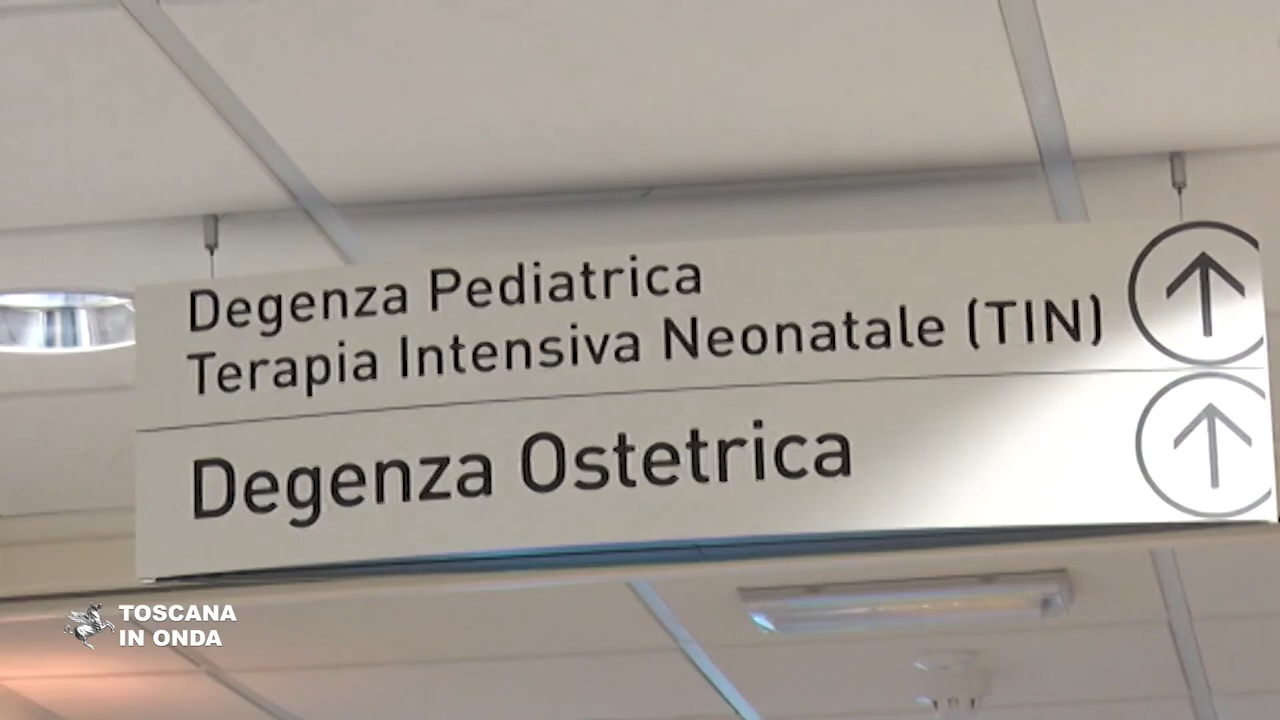 Degenza Pediatrica
Terapia Intensiva Neonatale (TIN)
Degenza Ostetrica
TOSCANA
IN ONDA